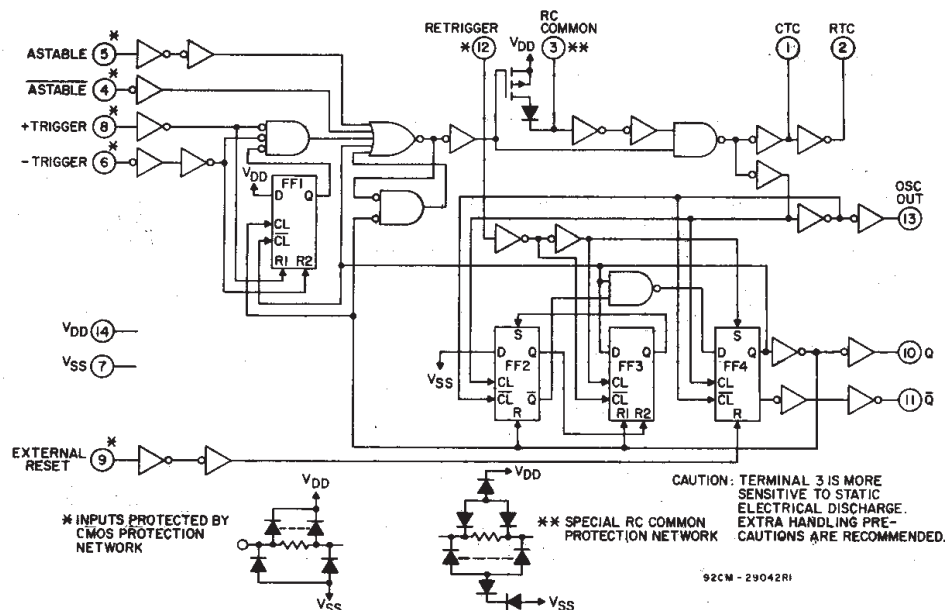 RETRIGGER
*12
RC
COMMON
3 **
CTC
1
RTC
2
ASTABLE 5 *
ASTABLE 4 *
+TRIGGER 8 *
-TRIGGER 6 *
VDD
VDD
FF1
D Q
CL
CL
R1 R2
OSC
OUT
13
VDD 14
VSS 7
S
D Q
FF2
CL
CL Q
R
VSS
D Q
FF3
CL
CL
R1 R2
S
D Q
FF4
CL
CL
R
10 Q
11 Q̅
EXTERNAL
RESET 9 *
* INPUTS PROTECTED BY
CMOS PROTECTION
NETWORK
VDD
VSS
VDD
VSS
** SPECIAL RC COMMON
PROTECTION NETWORK
CAUTION: TERMINAL 3 IS MORE
SENSITIVE TO STATIC
ELECTRICAL DISCHARGE.
EXTRA HANDLING PRE-
CAUTIONS ARE RECOMMENDED.
92CM-29042R1